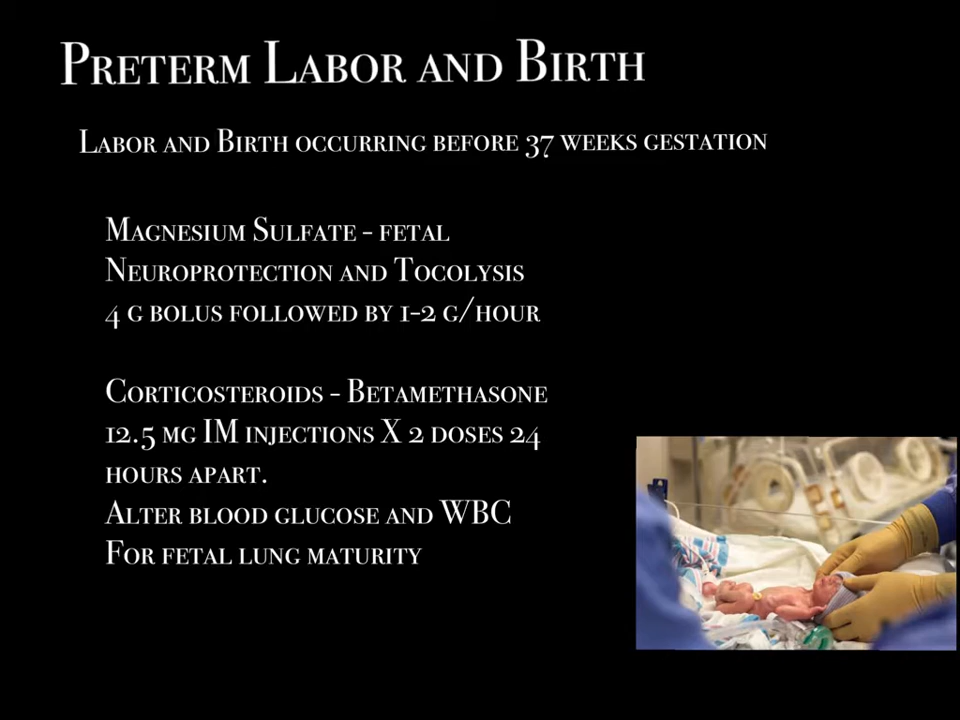 Preterm Labor and Birth
Labor and Birth occurring before 37 weeks gestation
Magnesium Sulfate - fetal
Neuroprotection and Tocolysis
4 g bolus followed by 1-2 g/hour
Corticosteroids - Betamethasone
12.5 mg IM injections X 2 doses 24
hours apart.
Alter blood glucose and WBC
For fetal lung maturity